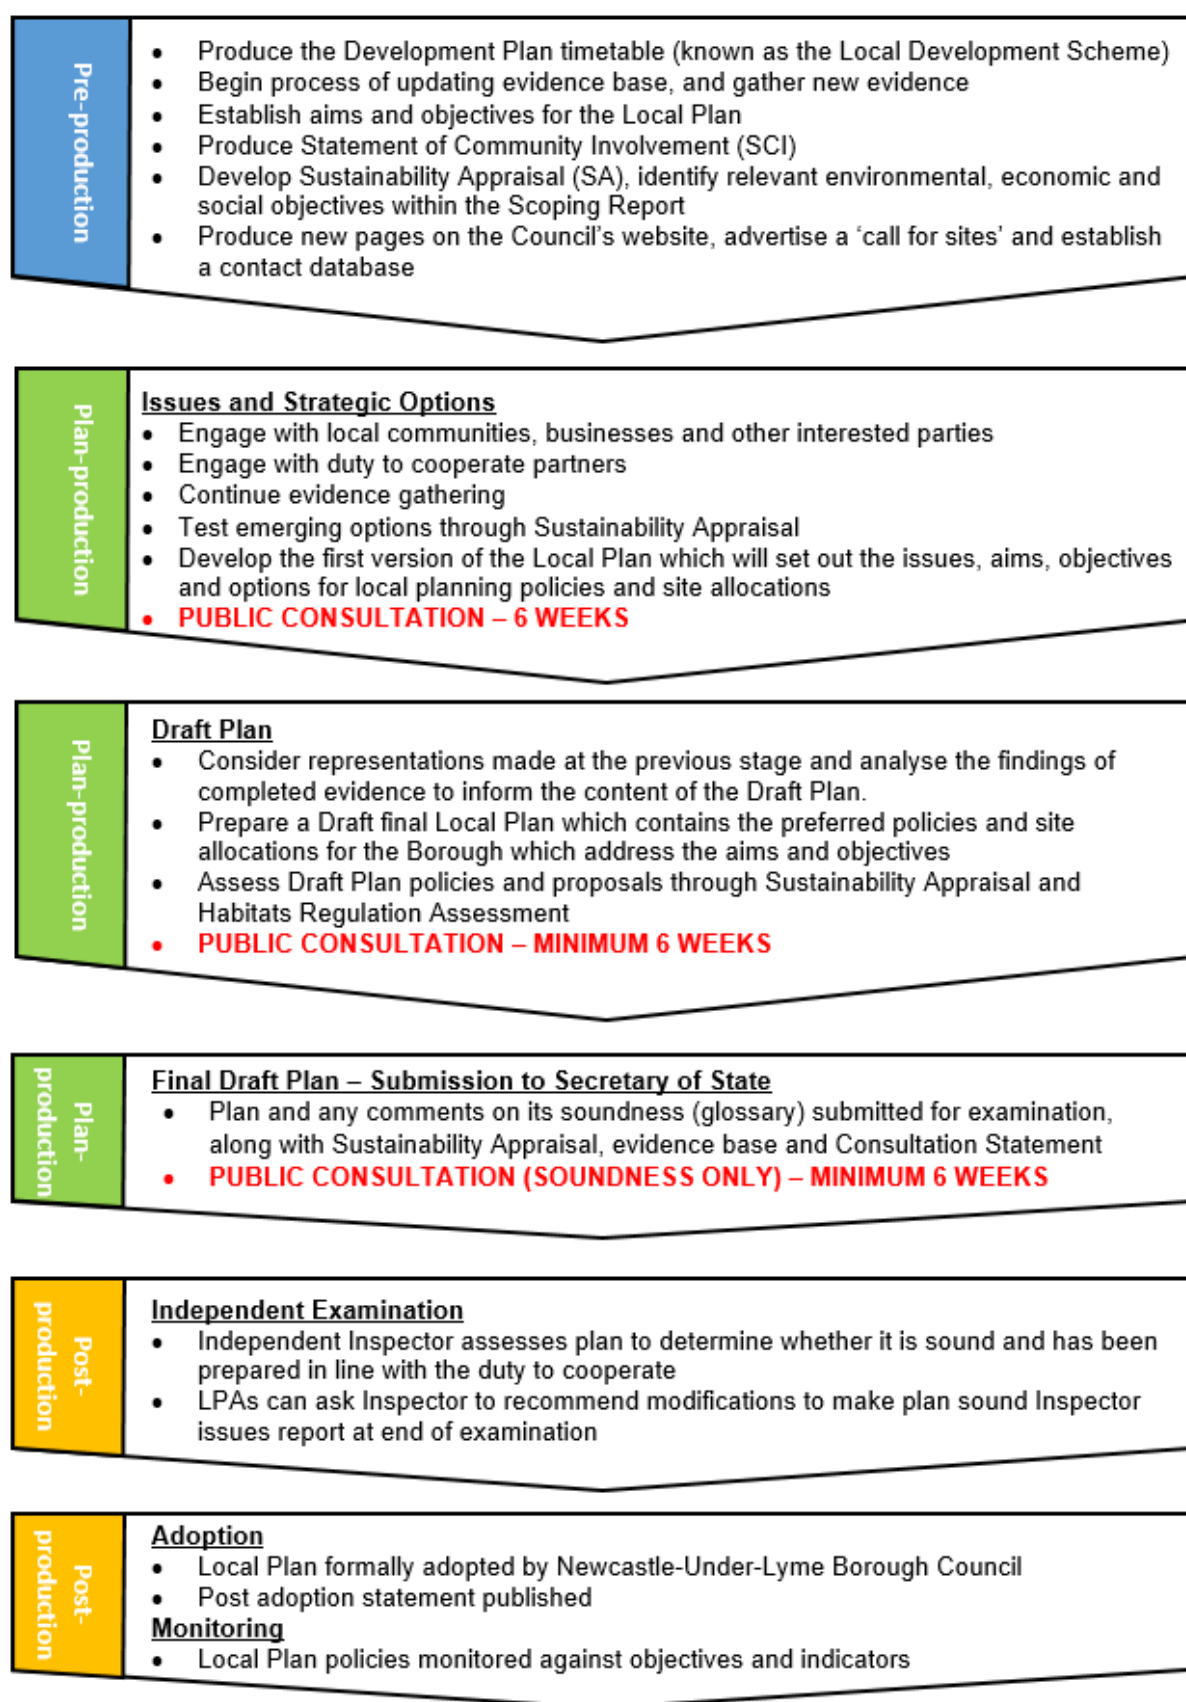 Pre-production
• Produce the Development Plan timetable (known as the Local Development Scheme)
• Begin process of updating evidence base, and gather new evidence
• Establish aims and objectives for the Local Plan
• Produce Statement of Community Involvement (SCI)
• Develop Sustainability Appraisal (SA), identify relevant environmental, economic and
social objectives within the Scoping Report
• Produce new pages on the Council’s website, advertise a ‘call for sites’ and establish
a contact database
Plan-production
Issues and Strategic Options
• Engage with local communities, businesses and other interested parties
• Engage with duty to cooperate partners
• Continue evidence gathering
• Test emerging options through Sustainability Appraisal
• Develop the first version of the Local Plan which will set out the issues, aims, objectives
and options for local planning policies and site allocations
• PUBLIC CONSULTATION – 6 WEEKS
Plan-production
Draft Plan
• Consider representations made at the previous stage and analyse the findings of
completed evidence to inform the content of the Draft Plan.
• Prepare a Draft final Local Plan which contains the preferred policies and site
allocations for the Borough which address the aims and objectives
• Assess Draft Plan policies and proposals through Sustainability Appraisal and
Habitats Regulation Assessment
• PUBLIC CONSULTATION – MINIMUM 6 WEEKS
Plan-
production
Final Draft Plan – Submission to Secretary of State
• Plan and any comments on its soundness (glossary) submitted for examination,
along with Sustainability Appraisal, evidence base and Consultation Statement
• PUBLIC CONSULTATION (SOUNDNESS ONLY) – MINIMUM 6 WEEKS
Post-
production
Independent Examination
• Independent Inspector assesses plan to determine whether it is sound and has been
prepared in line with the duty to cooperate
• LPAs can ask Inspector to recommend modifications to make plan sound Inspector
issues report at end of examination
Post-
production
Adoption
• Local Plan formally adopted by Newcastle-Under-Lyme Borough Council
• Post adoption statement published
Monitoring
• Local Plan policies monitored against objectives and indicators